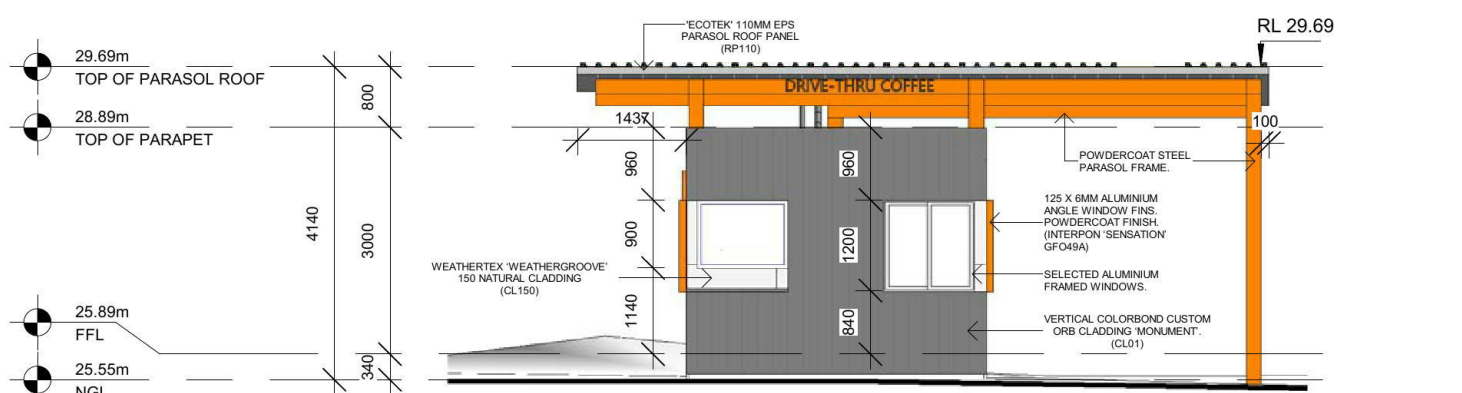 'ECOTEK' 110MM EPS
PARASOL ROOF PANEL
(RP110)
RL 29.69
29.69m
TOP OF PARASOL ROOF
DRIVE-THRU COFFEE
800
28.89m
TOP OF PARAPET
1437
100
960
960
POWDERCOAT STEEL
PARASOL FRAME.
125 X 6MM ALUMINIUM
ANGLE WINDOW FINS.
POWDERCOAT FINISH.
(INTERPON 'SENSATION'
GFO49A)
4140
3000
900
1200
WEATHERTEX 'WEATHERGROOVE'
150 NATURAL CLADDING
(CL150)
SELECTED ALUMINIUM
FRAMED WINDOWS.
1140
840
25.89m
FFL
VERTICAL COLORBOND CUSTOM
ORB CLADDING 'MONUMENT'.
(CL01)
340
25.55m
NGL